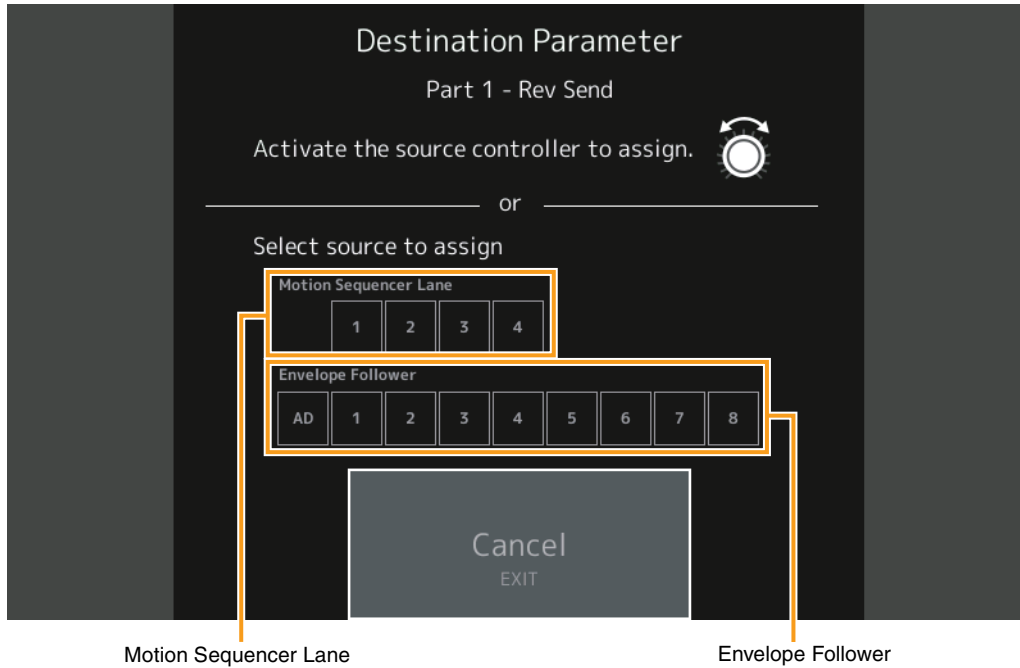 Destination Parameter
Part 1 - Rev Send
Activate the source controller to assign.
or
Select source to assign
Motion Sequencer Lane
1 2 3 4
Envelope Follower
AD 1 2 3 4 5 6 7 8
Cancel
EXIT
Motion Sequencer Lane Envelope Follower